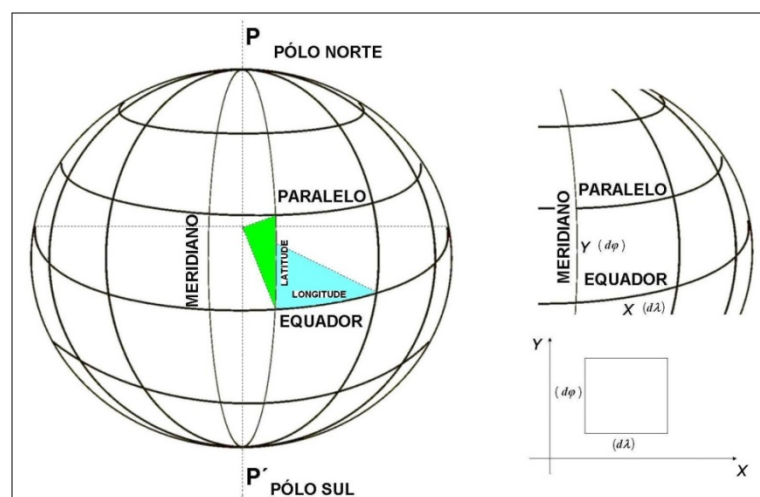 P
PÓLO NORTE
PARALELO
MERIDIANO
LATITUDE
LONGITUDE
EQUADOR
P´
PÓLO SUL
PARALELO
MERIDIANO
Y (dφ)
EQUADOR
X (dλ)
Y
(dφ)
(dλ)
X